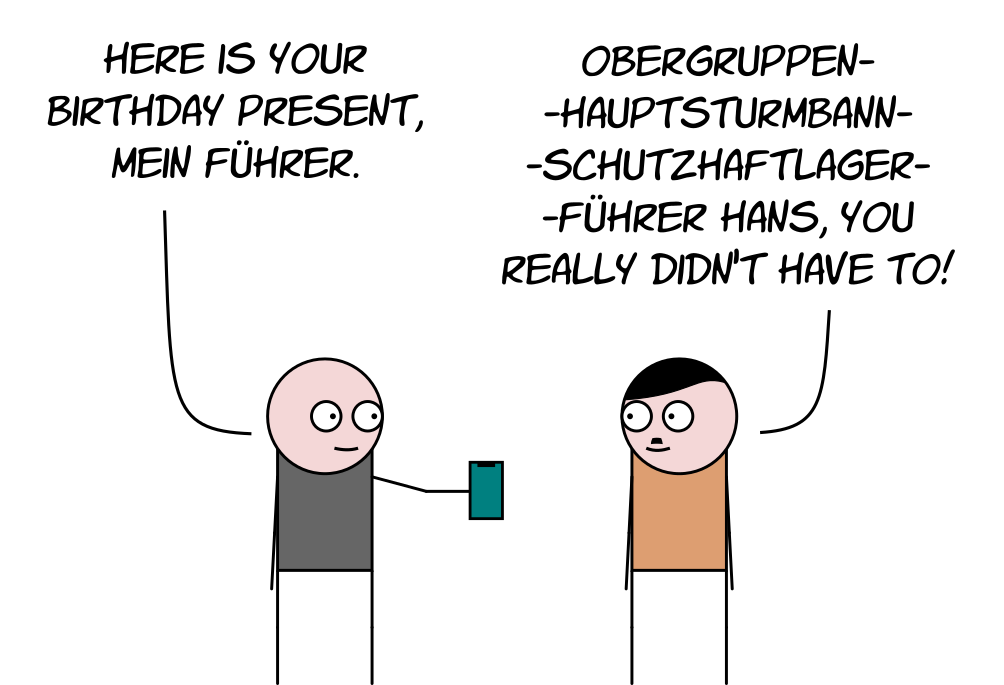 HERE IS YOUR
BIRTHDAY PRESENT,
MEIN FÜHRER.
OBERGRUPPEN-
-HAUPTSTURMBANN-
-SCHUTZHAFTLAGER-
-FÜHRER HANS, YOU
REALLY DIDN'T HAVE TO!